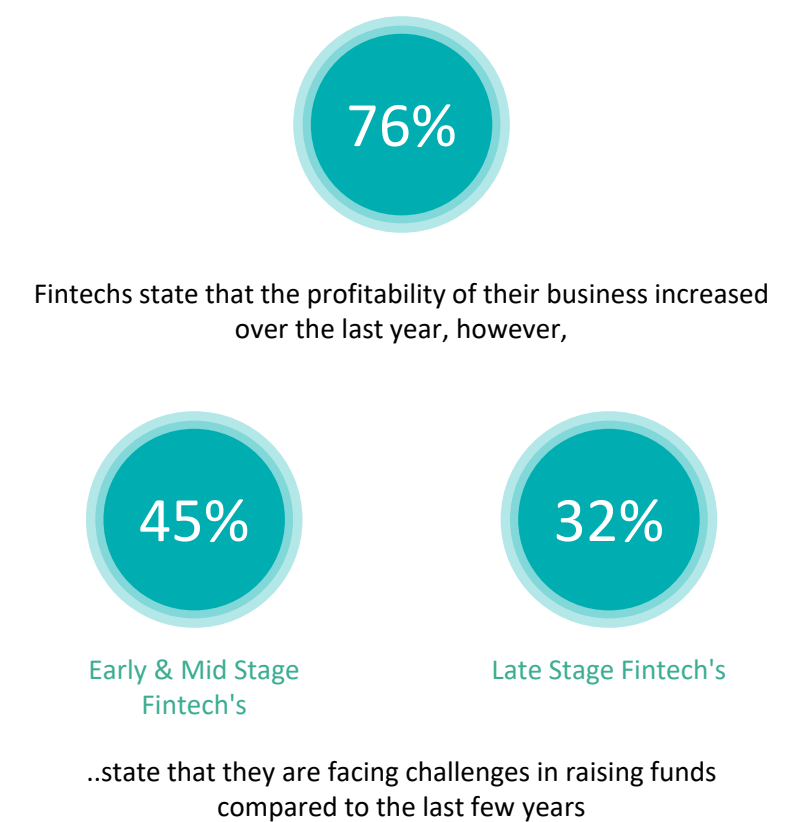 76%
Fintechs state that the profitability of their business increased
over the last year, however,
45%
32%
Early & Mid Stage
Fintech's
Late Stage Fintech's
..state that they are facing challenges in raising funds
compared to the last few years